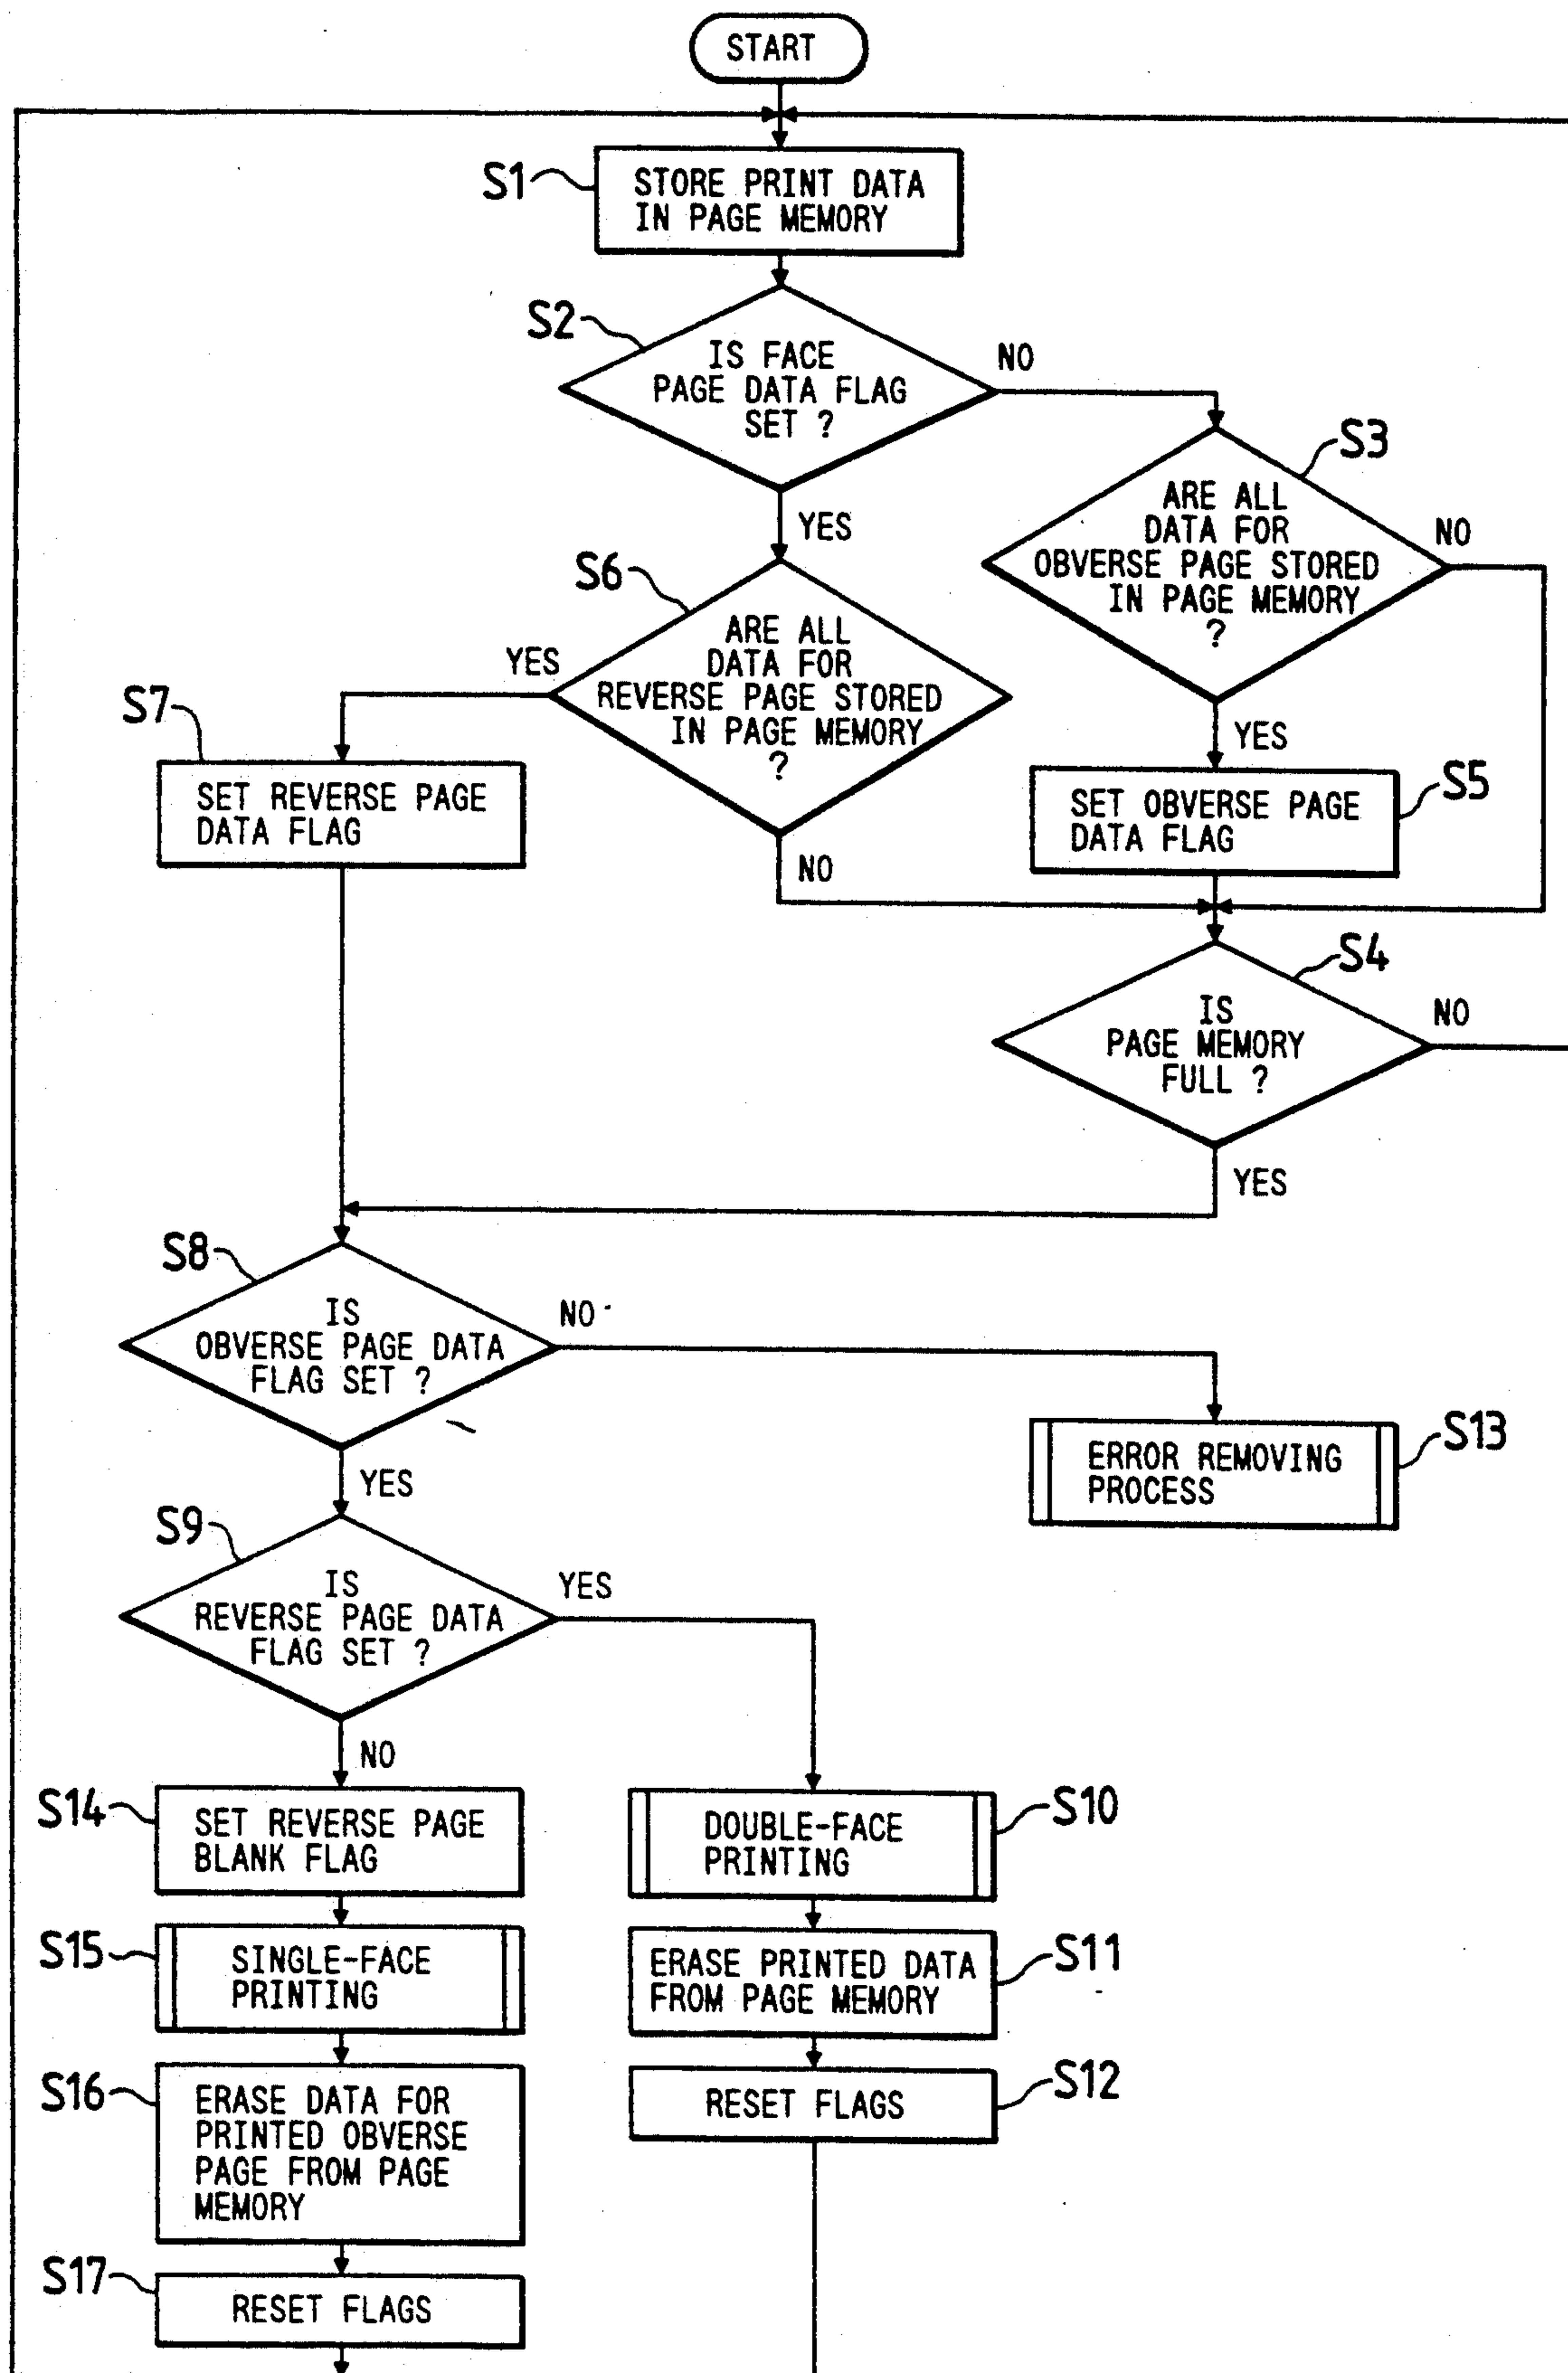 START
S1
STORE PRINT DATA
IN PAGE MEMORY
S2
IS FACE
PAGE DATA FLAG
SET ?
NO
YES
S3
ARE ALL
DATA FOR
OBVERSE PAGE STORED
IN PAGE MEMORY
?
NO
YES
S6
ARE ALL
DATA FOR
REVERSE PAGE STORED
IN PAGE MEMORY
?
YES
NO
S7
SET REVERSE PAGE
DATA FLAG
S5
SET OBVERSE PAGE
DATA FLAG
S4
IS
PAGE MEMORY
FULL ?
NO
YES
S8
IS
OBVERSE PAGE DATA
FLAG SET ?
NO
YES
S13
ERROR REMOVING
PROCESS
S9
IS
REVERSE PAGE DATA
FLAG SET ?
YES
NO
S14
SET REVERSE PAGE
BLANK FLAG
S10
DOUBLE-FACE
PRINTING
S15
SINGLE-FACE
PRINTING
S11
ERASE PRINTED DATA
FROM PAGE MEMORY
S16
ERASE DATA FOR
PRINTED OBVERSE
PAGE FROM PAGE
MEMORY
S12
RESET FLAGS
S17
RESET FLAGS